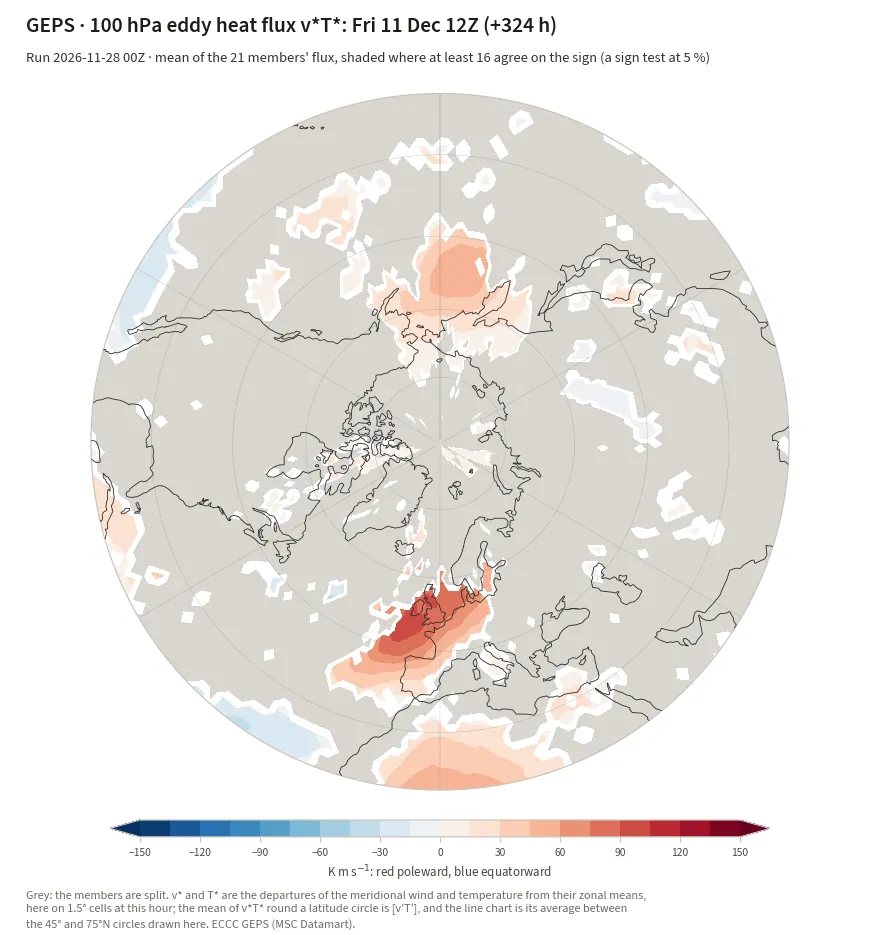 GEPS · 100 hPa eddy heat flux v*T*: Fri 11 Dec 12Z (+324 h)
Run 2026-11-28 00Z · mean of the 21 members' flux, shaded where at least 16 agree on the sign (a sign test at 5 %)
−150 −120 −90 −60 −30 0 30 60 90 120 150
K m s⁻¹: red poleward, blue equatorward
Grey: the members are split. v* and T* are the departures of the meridional wind and temperature from their zonal means,
here on 1.5° cells at this hour; the mean of v*T* round a latitude circle is [v'T'], and the line chart is its average between
the 45° and 75°N circles drawn here. ECCC GEPS (MSC Datamart).